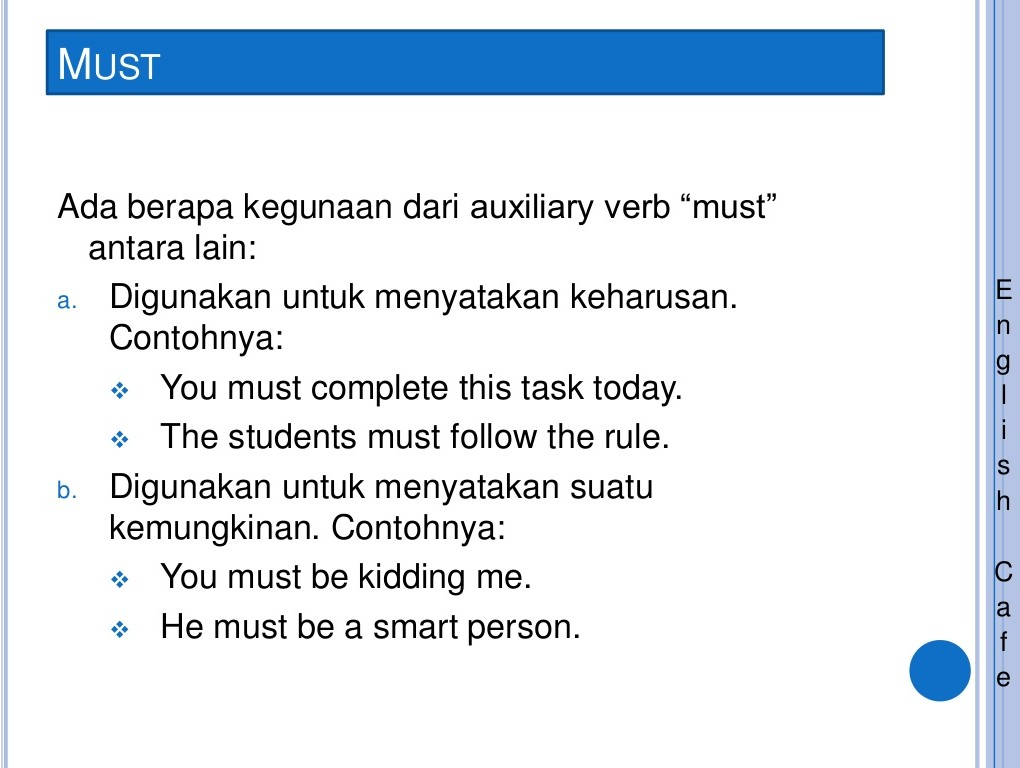 MUST
Ada berapa kegunaan dari auxiliary verb “must”
antara lain:
a. Digunakan untuk menyatakan keharusan.
Contohnya:
❖ You must complete this task today.
❖ The students must follow the rule.
b. Digunakan untuk menyatakan suatu
kemungkinan. Contohnya:
❖ You must be kidding me.
❖ He must be a smart person.
English Cafe